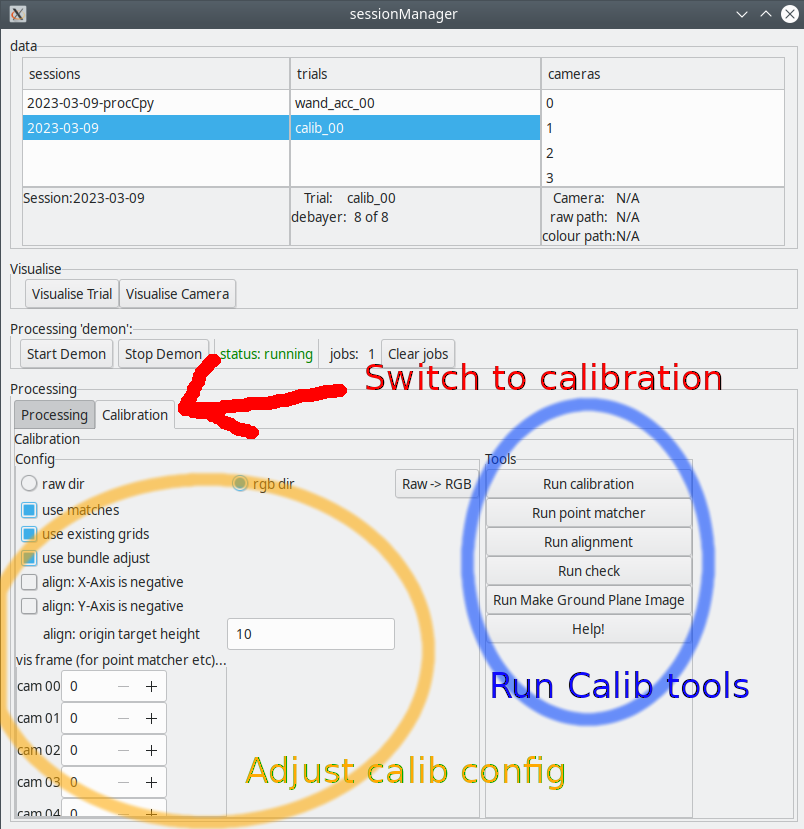 sessionManager
data
sessions trials cameras
2023-03-09-procCpy wand_acc_00 0
2023-03-09 calib_00 1
2
3
Session:2023-03-09 Trial: calib_00 Camera: N/A
debayer: 8 of 8 raw path: N/A
colour path:N/A
Visualise
Visualise Trial Visualise Camera
Processing 'demon':
Start Demon Stop Demon status: running jobs: 1 Clear jobs
Switch to calibration
Processing
Processing Calibration
Calibration
Config Tools
raw dir rgb dir Raw -> RGB Run calibration
use matches Run point matcher
use existing grids Run alignment
use bundle adjust Run check
align: X-Axis is negative Run Make Ground Plane Image
align: Y-Axis is negative Help!
align: origin target height 10
vis frame (for point matcher etc)...
cam 00 0 — +
Run Calib tools
cam 01 0 — +
cam 02 0 — +
Adjust calib config
cam 03 0 — +
cam 04 0 — +